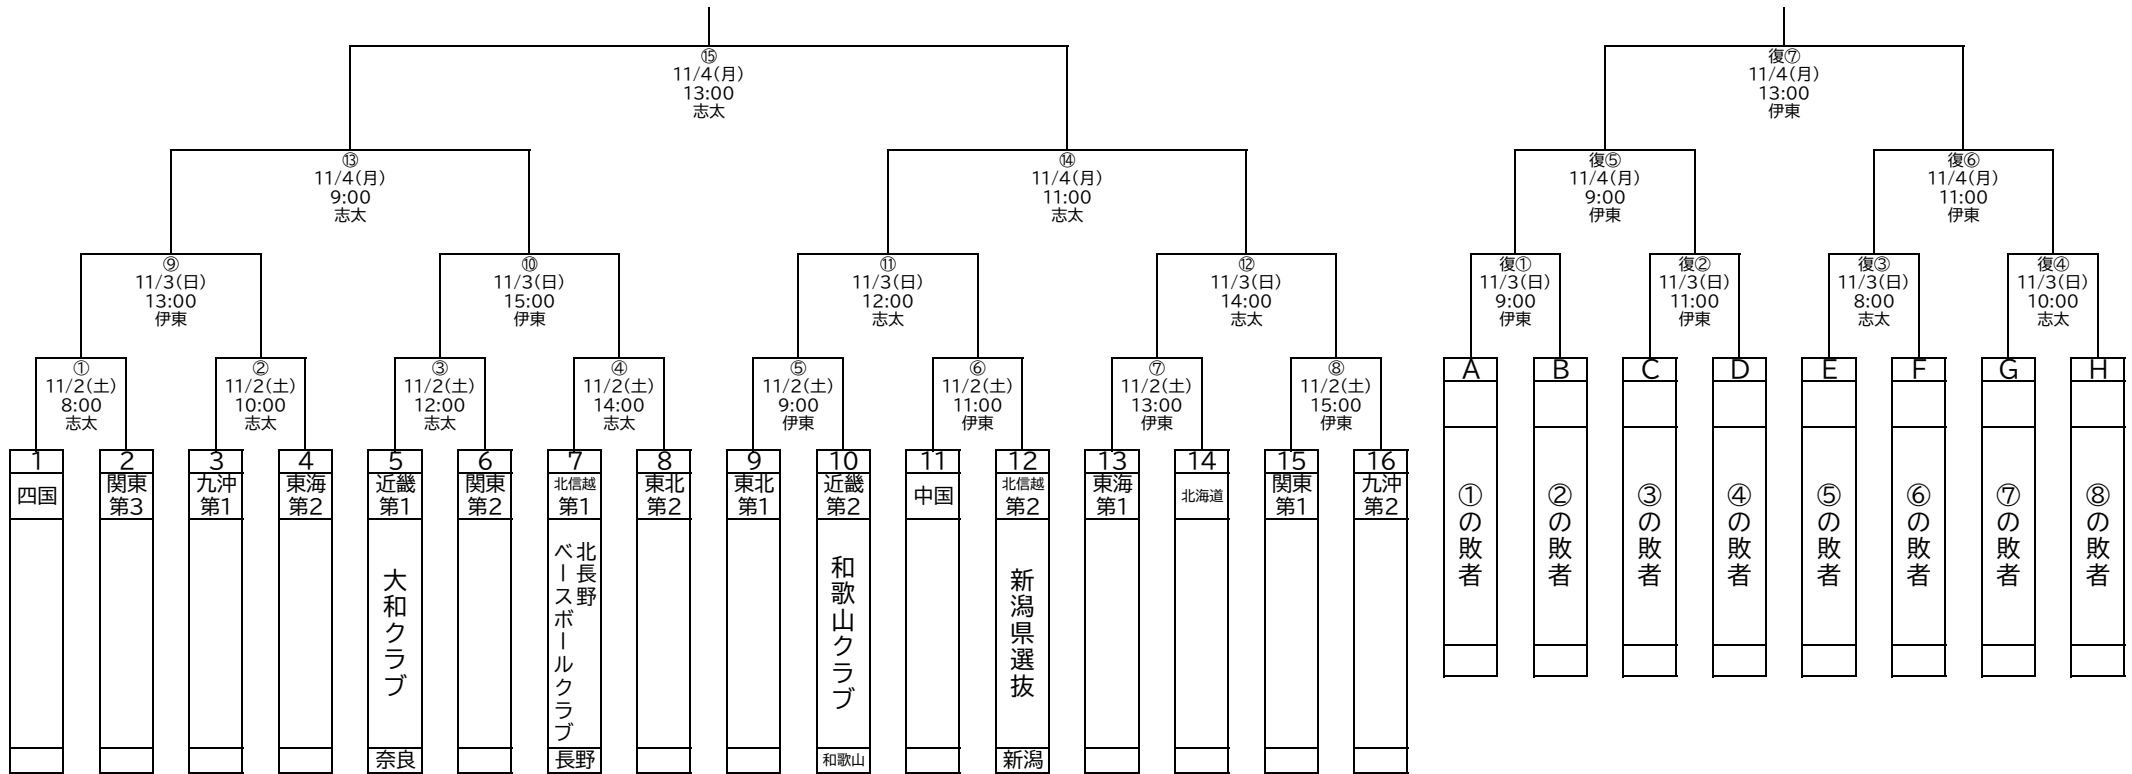 ⑮
11/4(月)
13:00
志太
復⑦
11/4(月)
13:00
伊東
⑬
11/4(月)
9:00
志太
⑭
11/4(月)
11:00
志太
復⑤
11/4(月)
9:00
伊東
復⑥
11/4(月)
11:00
伊東
⑨
11/3(日)
13:00
伊東
⑩
11/3(日)
15:00
伊東
⑪
11/3(日)
12:00
志太
⑫
11/3(日)
14:00
志太
復①
11/3(日)
9:00
伊東
復②
11/3(日)
11:00
伊東
復③
11/3(日)
8:00
志太
復④
11/3(日)
10:00
志太
①
11/2(土)
8:00
志太
②
11/2(土)
10:00
志太
③
11/2(土)
12:00
志太
④
11/2(土)
14:00
志太
⑤
11/2(土)
9:00
伊東
⑥
11/2(土)
11:00
伊東
⑦
11/2(土)
13:00
伊東
⑧
11/2(土)
15:00
伊東
1
四国
2
関東
第3
3
九沖
第1
4
東海
第2
5
近畿
第1
大和クラブ
奈良
6
関東
第2
7
北信越
第1
北長野
ベースボールクラブ
長野
8
東北
第2
9
東北
第1
10
近畿
第2
和歌山クラブ
和歌山
11
中国
12
北信越
第2
新潟県選抜
新潟
13
東海
第1
14
北海道
15
関東
第1
16
九沖
第2
A
①の敗者
B
②の敗者
C
③の敗者
D
④の敗者
E
⑤の敗者
F
⑥の敗者
G
⑦の敗者
H
⑧の敗者